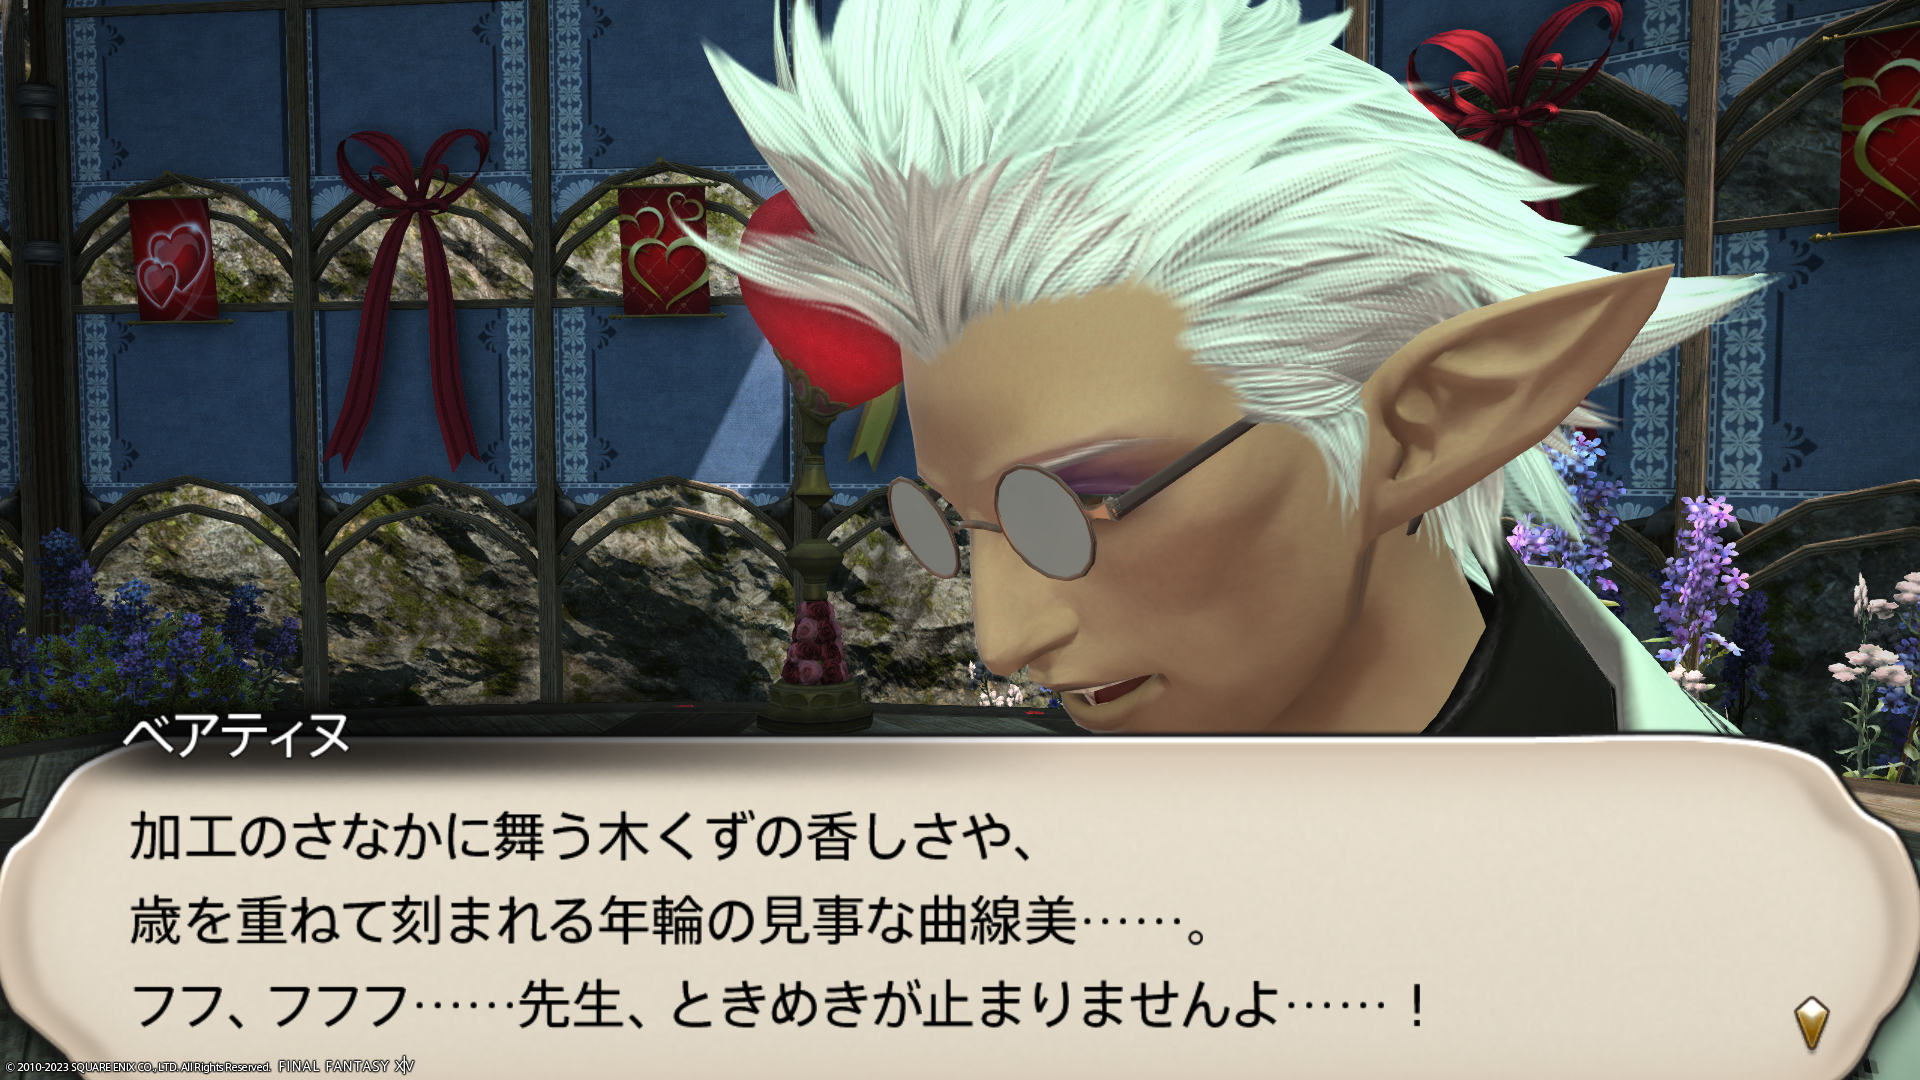 ベアティヌ
加工のさなかに舞う木くずの香しさや、
歳を重ねて刻まれる年輪の見事な曲線美……。
フフ、フフフ……先生、ときめきが止まりませんよ……！
© 2010-2023 SQUARE ENIX CO., LTD. All Rights Reserved. FINAL FANTASY XIV